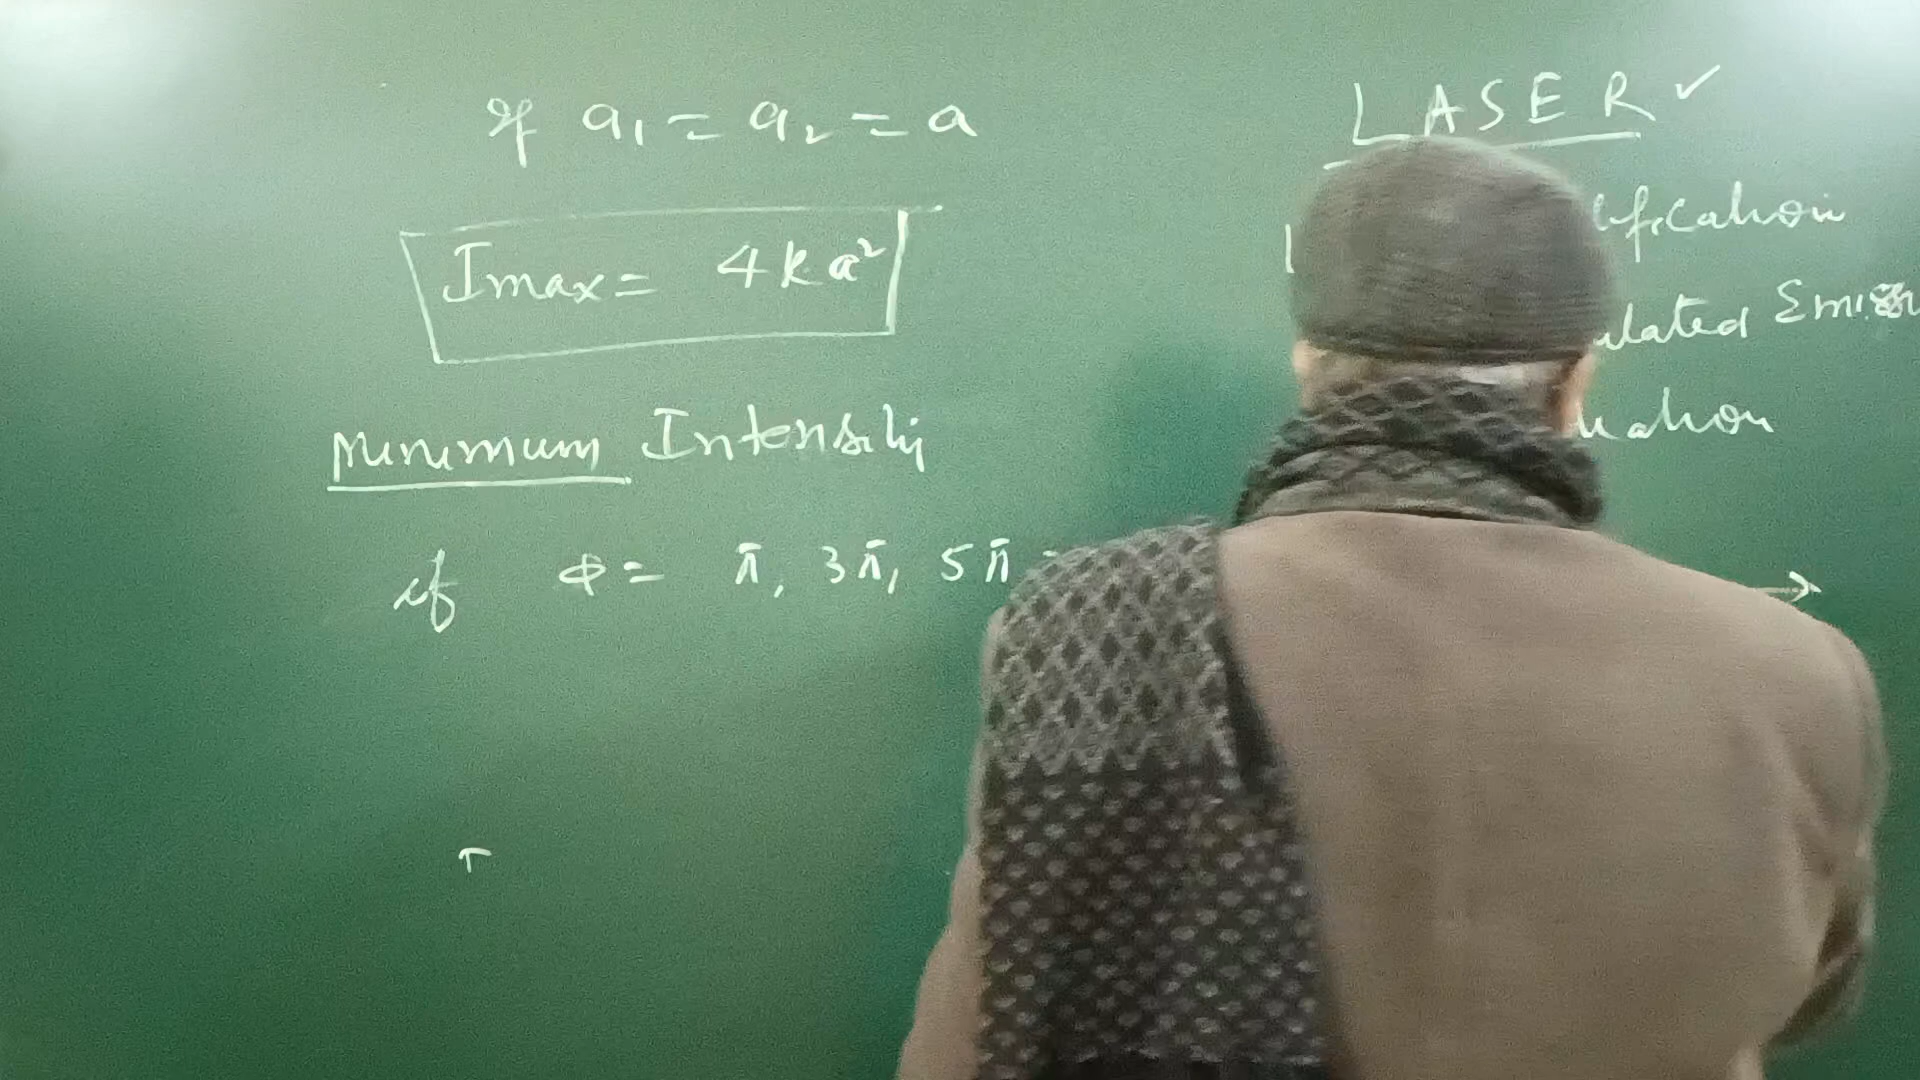 If a₁ = a₂ = a
Imax = 4ka²
Minimum Intensity
if Φ = π, 3π, 5π
LASER ✓